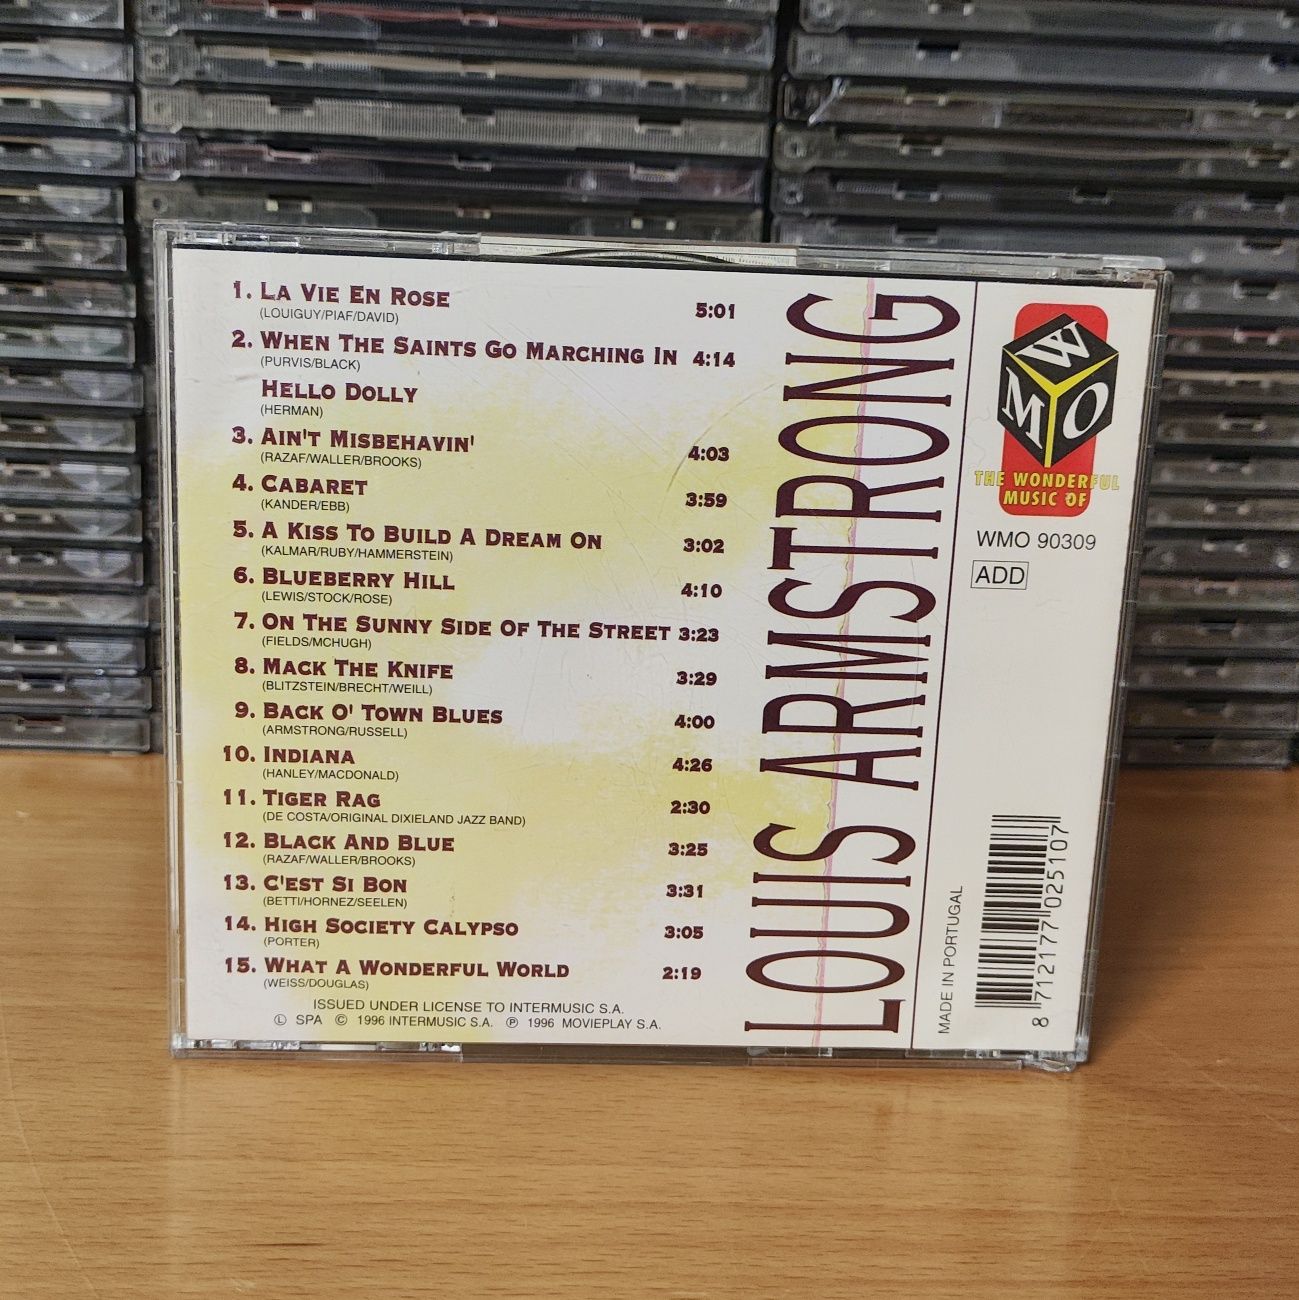 1. LA VIE EN ROSE 5:01
(LOUIGUY/PIAF/DAVID)
2. WHEN THE SAINTS GO MARCHING IN 4:14
(PURVIS/BLACK)
HELLO DOLLY
(HERMAN)
3. AIN'T MISBEHAVIN' 4:03
(RAZAF/WALLER/BROOKS)
4. CABARET 3:59
(KANDER/EBB)
5. A KISS TO BUILD A DREAM ON 3:02
(KALMAR/RUBY/HAMMERSTEIN)
6. BLUEBERRY HILL 4:10
(LEWIS/STOCK/ROSE)
7. ON THE SUNNY SIDE OF THE STREET 3:23
(FIELDS/MCHUGH)
8. MACK THE KNIFE 3:29
(BLITZSTEIN/BRECHT/WEILL)
9. BACK O' TOWN BLUES 4:00
(ARMSTRONG/RUSSELL)
10. INDIANA 4:26
(HANLEY/MACDONALD)
11. TIGER RAG 2:30
(DE COSTA/ORIGINAL DIXIELAND JAZZ BAND)
12. BLACK AND BLUE 3:25
(RAZAF/WALLER/BROOKS)
13. C'EST SI BON 3:31
(BETTI/HORNEZ/SEELEN)
14. HIGH SOCIETY CALYPSO 3:05
(PORTER)
15. WHAT A WONDERFUL WORLD 2:19
(WEISS/DOUGLAS)
ISSUED UNDER LICENSE TO INTERMUSIC S.A.
Ⓛ SPA © 1996 INTERMUSIC S.A. ℗ 1996 MOVIEPLAY S.A.
LOUIS ARMSTRONG
WMO
THE WONDERFUL
MUSIC OF
WMO 90309
ADD
MADE IN PORTUGAL
8 712177 025107